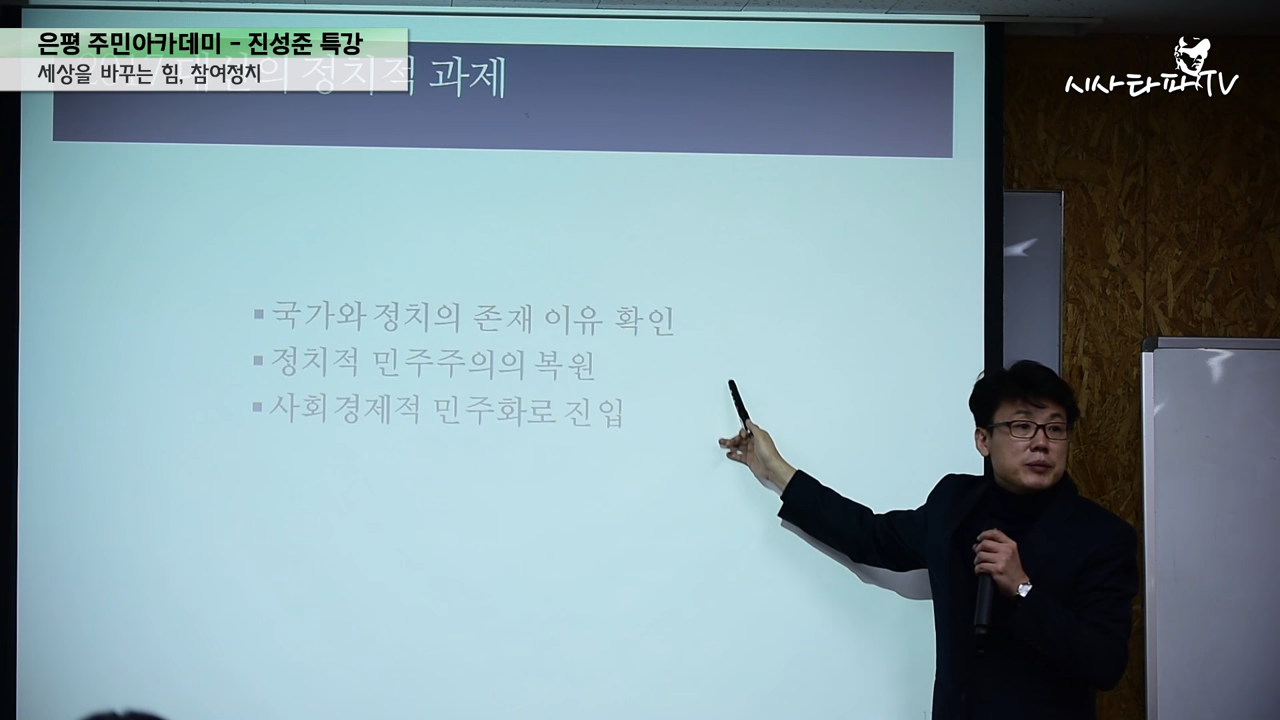 은평 주민아카데미 - 진성준 특강
세상을 바꾸는 힘, 참여정치
정치적 과제
시사타파TV
▪ 국가와 정치의 존재 이유 확인
▪ 정치적 민주주의의 복원
▪ 사회경제적 민주화로 진입